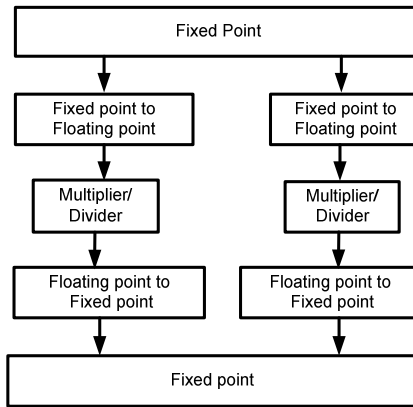 Fixed Point
Fixed point to
Floating point
Fixed point to
Floating point
Multiplier/
Divider
Multiplier/
Divider
Floating point to
Fixed point
Floating point to
Fixed point
Fixed point